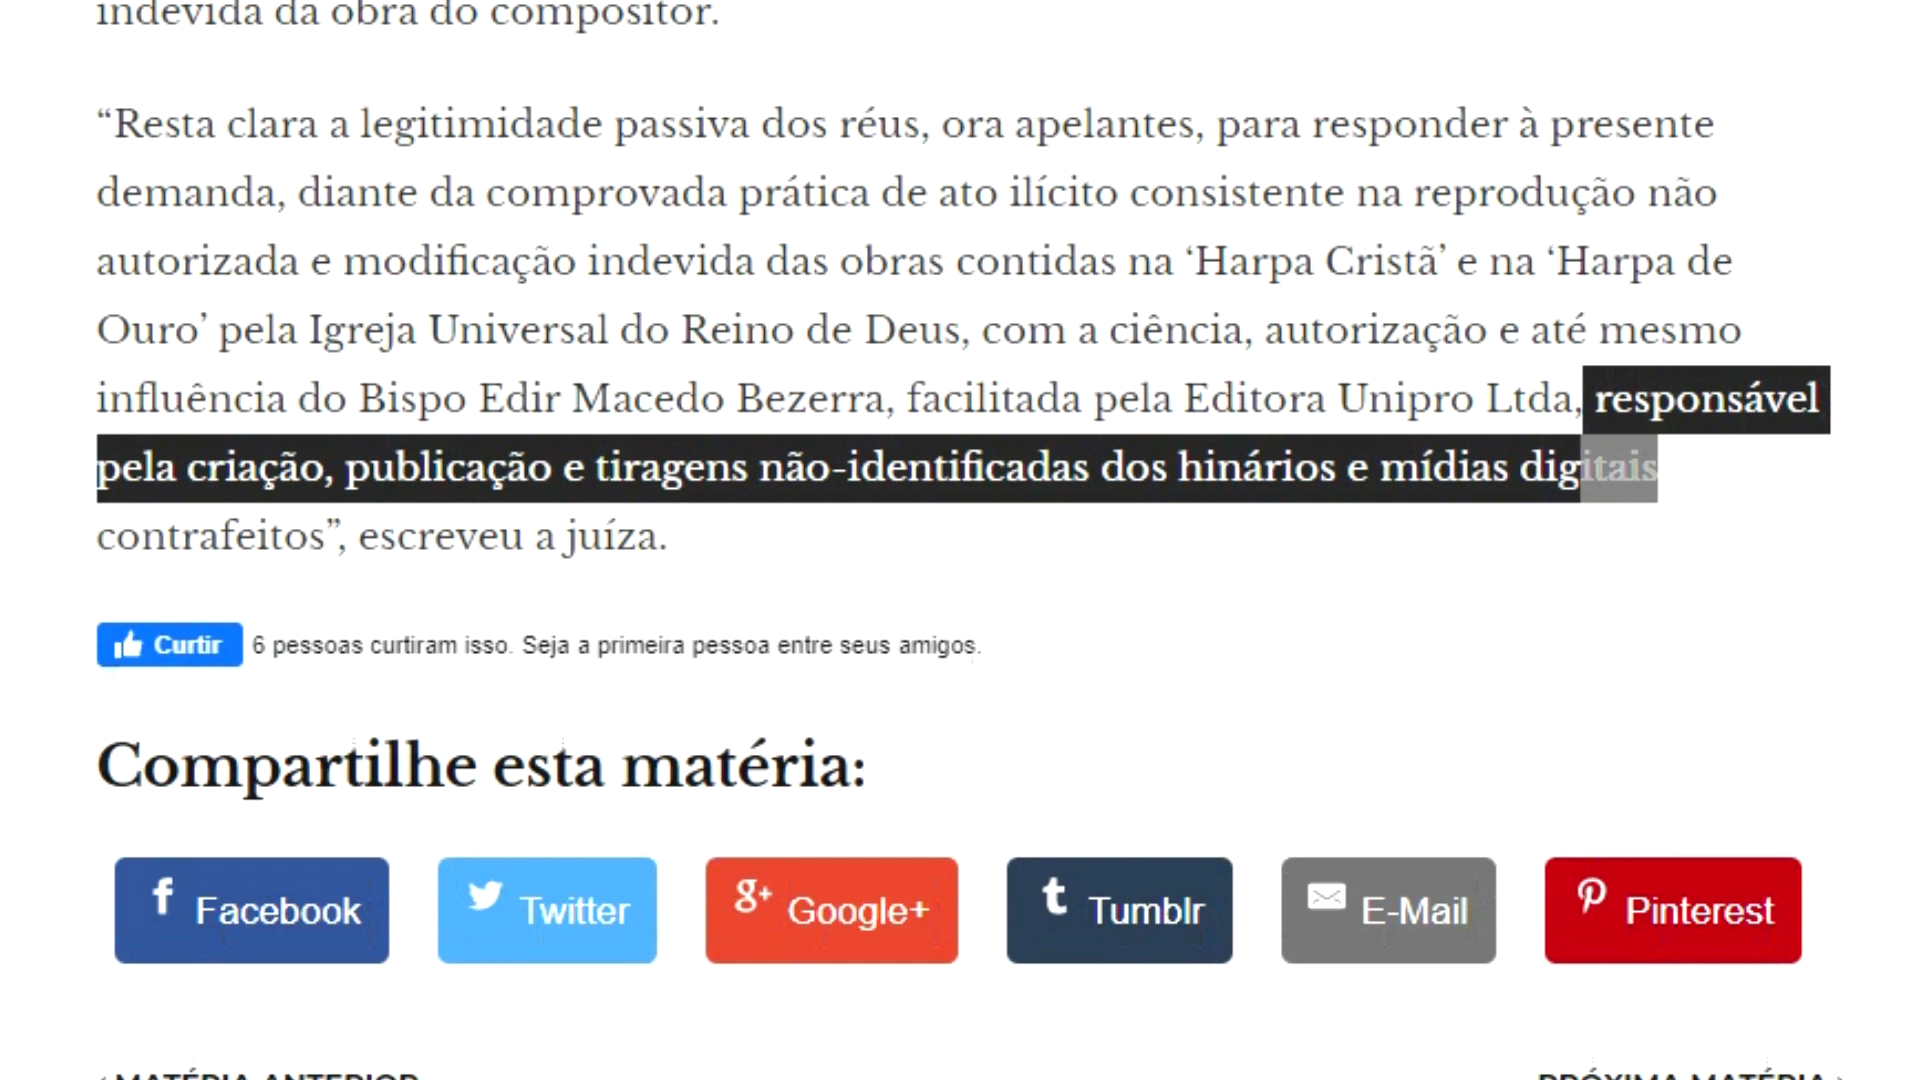 indevida da obra do compositor.
“Resta clara a legitimidade passiva dos réus, ora apelantes, para responder à presente
demanda, diante da comprovada prática de ato ilícito consistente na reprodução não
autorizada e modificação indevida das obras contidas na ‘Harpa Cristã’ e na ‘Harpa de
Ouro’ pela Igreja Universal do Reino de Deus, com a ciência, autorização e até mesmo
influência do Bispo Edir Macedo Bezerra, facilitada pela Editora Unipro Ltda, responsável
pela criação, publicação e tiragens não-identificadas dos hinários e mídias digitais
contrafeitos”, escreveu a juíza.
Curtir 6 pessoas curtiram isso. Seja a primeira pessoa entre seus amigos.
Compartilhe esta matéria:
Facebook Twitter Google+ Tumblr E-Mail Pinterest
‹ MATÉRIA ANTERIOR PRÓXIMA MATÉRIA ›